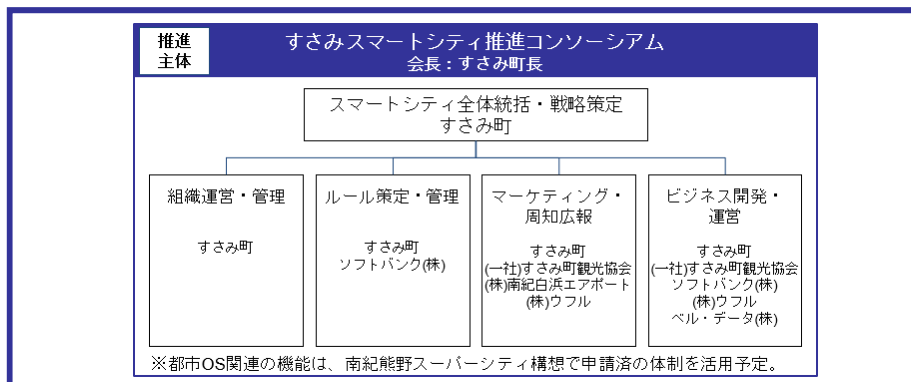 推進
主体
すさみスマートシティ推進コンソーシアム
会長：すさみ町長
スマートシティ全体統括・戦略策定
すさみ町
組織運営・管理
すさみ町
ルール策定・管理
すさみ町
ソフトバンク(株)
マーケティング・
周知広報
すさみ町
(一社)すさみ町観光協会
(株)南紀白浜エアポート
(株)ウフル
ビジネス開発・
運営
すさみ町
(一社)すさみ町観光協会
ソフトバンク(株)
(株)ウフル
ベル・データ(株)
※都市OS関連の機能は、南紀熊野スーパーシティ構想で申請済の体制を活用予定。